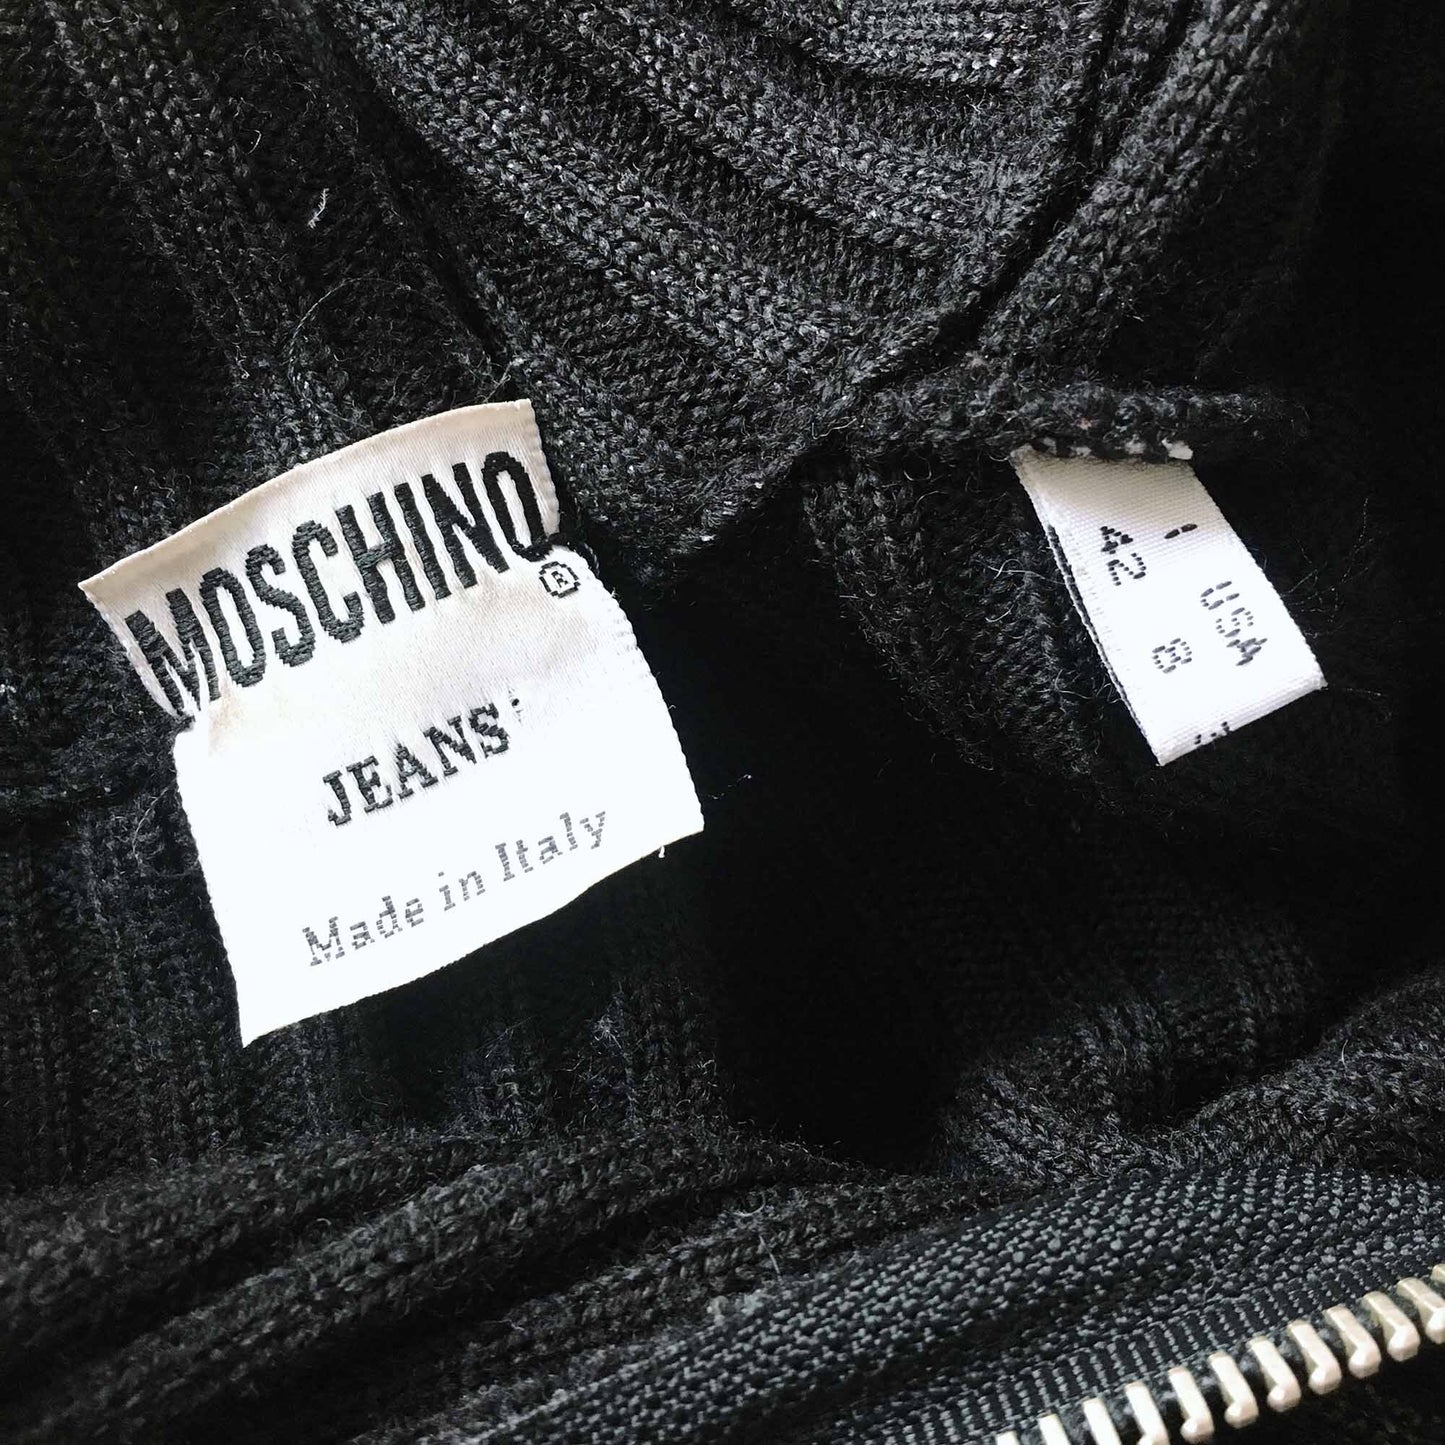 MOSCHINO®
JEANS
Made in Italy
I 42
USA 8